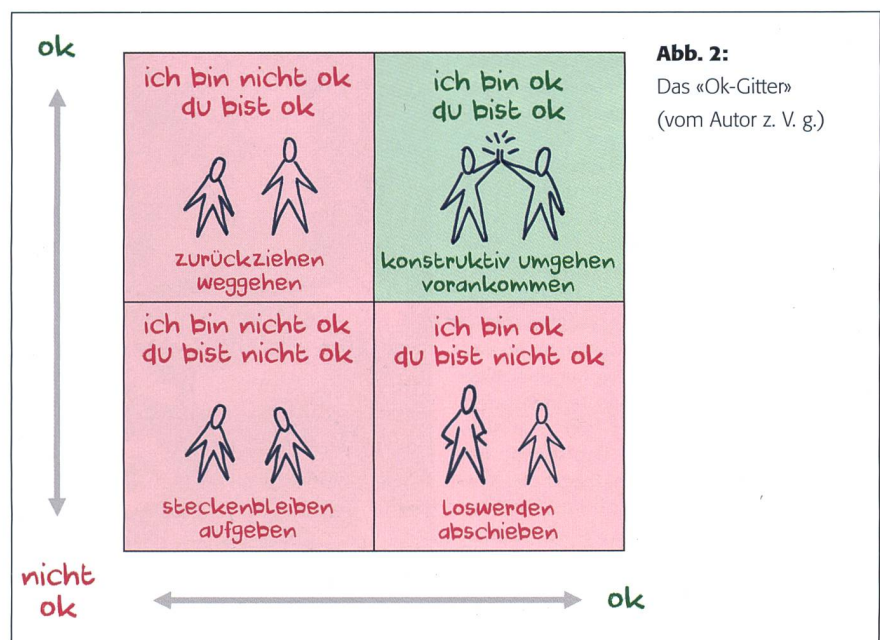 ok
ich bin nicht ok
du bist ok
zurückziehen
weggehen
ich bin ok
du bist ok
konstruktiv umgehen
vorankommen
ich bin nicht ok
du bist nicht ok
steckenbleiben
aufgeben
ich bin ok
du bist nicht ok
loswerden
abschieben
nicht
ok
ok
Abb. 2:
Das «Ok-Gitter»
(vom Autor z. V. g.)